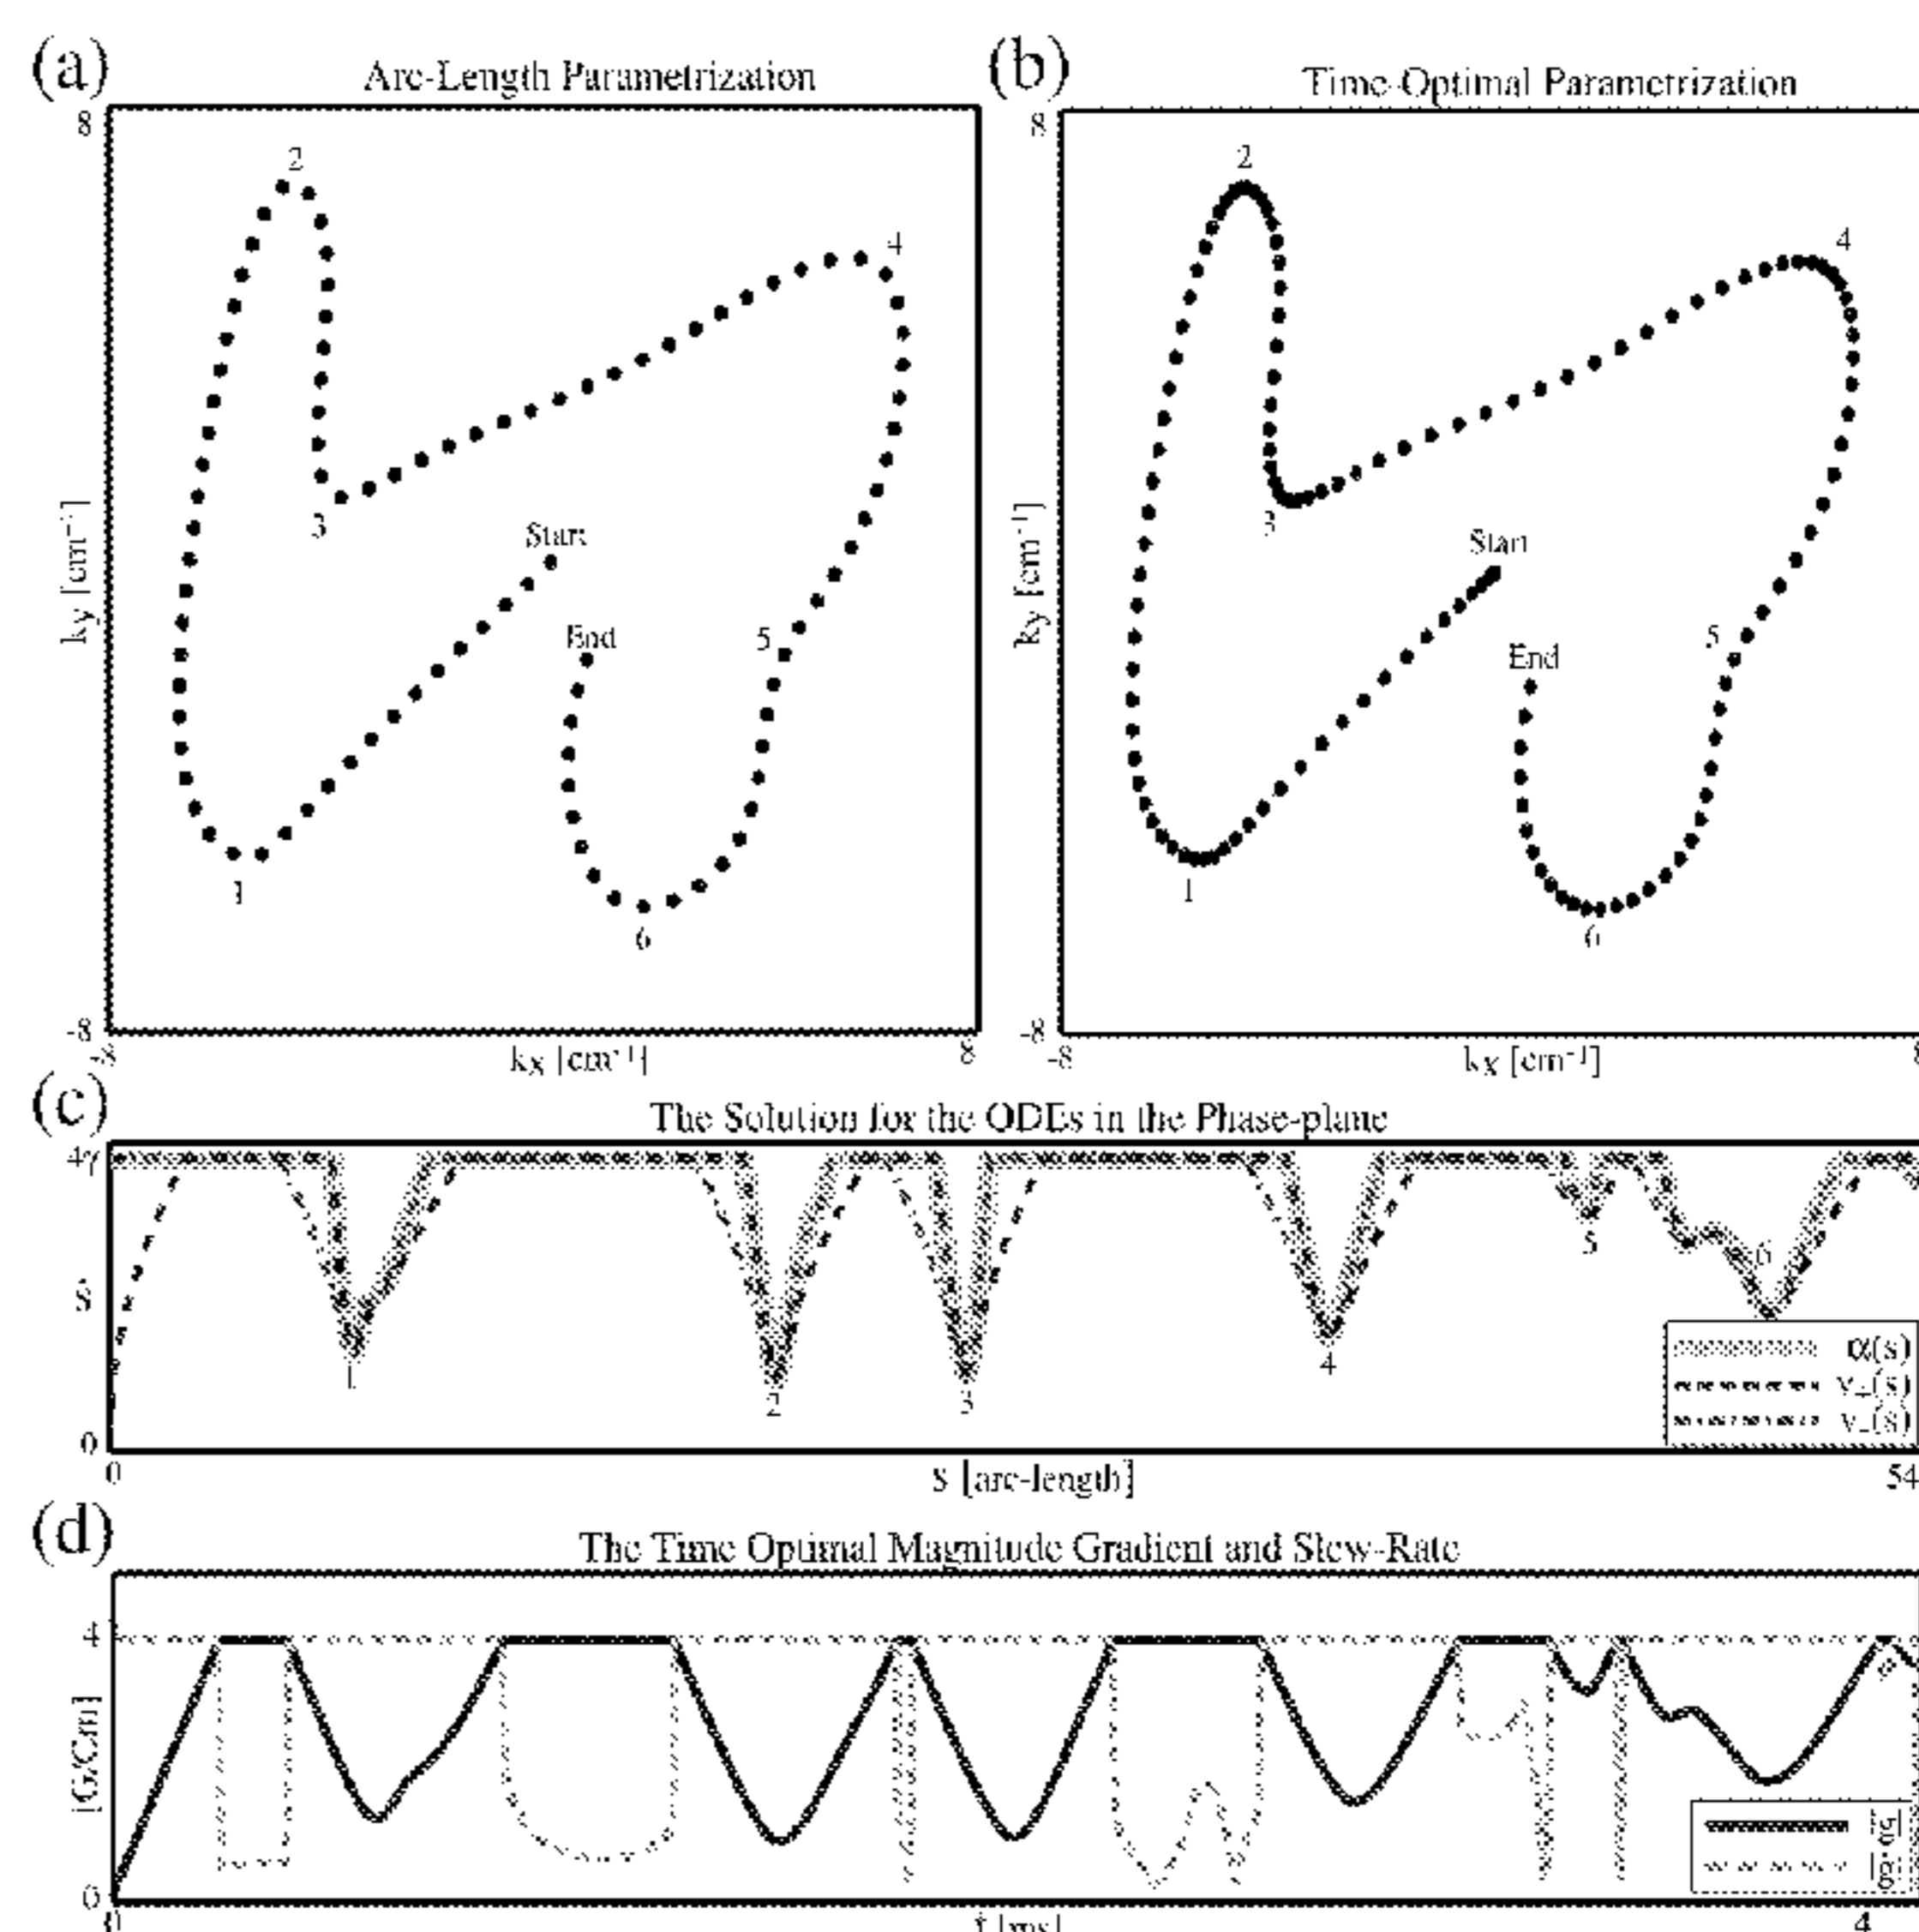 (a)
Arc-Length Parametrization
8
2
4
3
Start
End
5
1
6
ky [cm⁻¹]
-8
-8
kx [cm⁻¹]
8
(b)
Time-Optimal Parametrization
8
2
4
3
Start
End
5
1
6
ky [cm⁻¹]
-8
-8
kx [cm⁻¹]
(c)
The Solution for the ODEs in the Phase-plane
4γ
ṡ
0
1
2
3
4
5
6
α(s)
v₊(s)
v₋(s)
0
s [arc-length]
54
(d)
The Time Optimal Magnitude Gradient and Slew-Rate
4
[G/Cm]
0
|g|
0
t [ms]
4